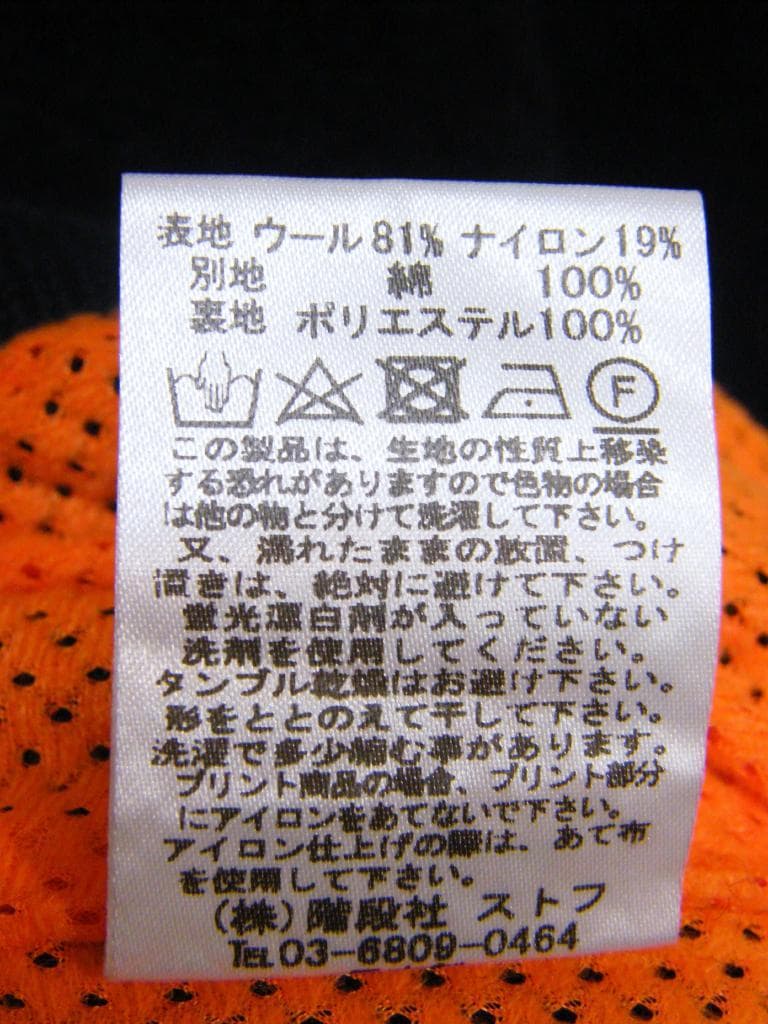 表地 ウール81% ナイロン19%
別地 綿 100%
裏地 ポリエステル100%
F
この製品は、生地の性質上移染
する恐れがありますので色物の場合
は他の物と分けて洗濯して下さい。
又、濡れたままの放置、つけ
置きは、絶対に避けて下さい。
蛍光漂白剤が入っていない
洗剤を使用してください。
タンブル乾燥はお避け下さい。
形をととのえて干して下さい。
洗濯で多少縮む事があります。
プリント商品の場合、プリント部分
にアイロンをあてないで下さい。
アイロン仕上げの際は、あて布
を使用して下さい。
(株)階段社 ストフ
TEL03-6809-0464